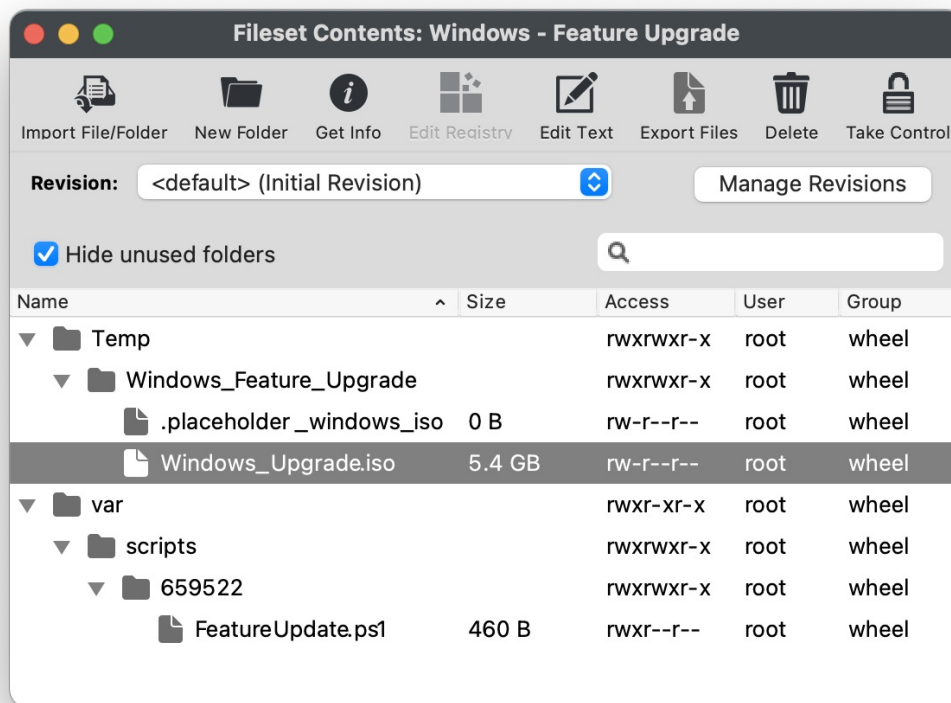 Fileset Contents: Windows - Feature Upgrade
Import File/Folder New Folder Get Info Edit Registry Edit Text Export Files Delete Take Control
Revision: <default> (Initial Revision) Manage Revisions
Hide unused folders
Name Size Access User Group
Temp rwxrwxr-x root wheel
Windows_Feature_Upgrade rwxrwxr-x root wheel
.placeholder_windows_iso 0 B rw-r--r-- root wheel
Windows_Upgrade.iso 5.4 GB rw-r--r-- root wheel
var rwxr-xr-x root wheel
scripts rwxrwxr-x root wheel
659522 rwxrwxr-x root wheel
FeatureUpdate.ps1 460 B rwxr--r-- root wheel